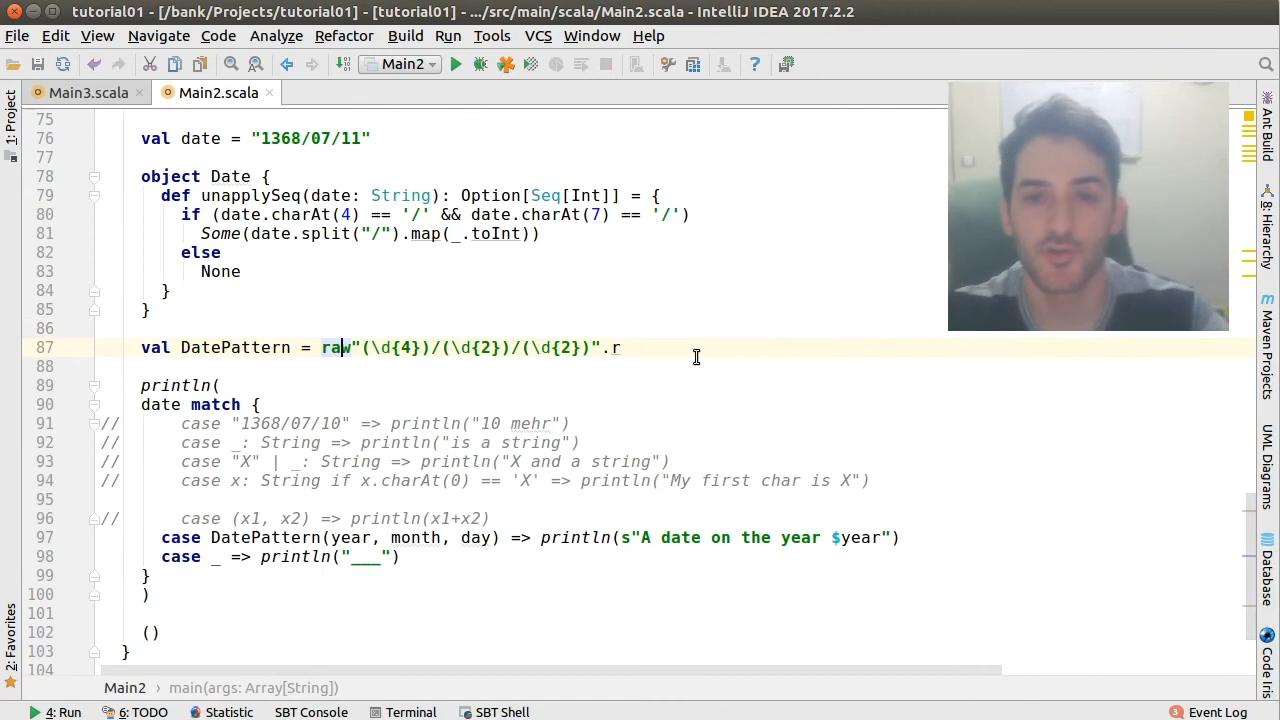 tutorial01 - [/bank/Projects/tutorial01] - [tutorial01] - .../src/main/scala/Main2.scala - IntelliJ IDEA 2017.2.2
File Edit View Navigate Code Analyze Refactor Build Run Tools VCS Window Help
Main2
Main3.scala Main2.scala
1: Project
75
76 val date = "1368/07/11"
77
78 object Date {
79 def unapplySeq(date: String): Option[Seq[Int]] = {
80 if (date.charAt(4) == '/' && date.charAt(7) == '/')
81 Some(date.split("/").map(_.toInt))
82 else
83 None
84 }
85 }
86
87 val DatePattern = raw"(\d{4})/(\d{2})/(\d{2})".r
88
89 println(
90 date match {
91 // case "1368/07/10" => println("10 mehr")
92 // case _: String => println("is a string")
93 // case "X" | _: String => println("X and a string")
94 // case x: String if x.charAt(0) == 'X' => println("My first char is X")
95
96 // case (x1, x2) => println(x1+x2)
97 case DatePattern(year, month, day) => println(s"A date on the year $year")
98 case _ => println("___")
99 }
100 )
101
102 ()
103 }
104
2: Favorites
Ant Build
8: Hierarchy
Maven Projects
UML Diagrams
Database
Code Iris
Main2 main(args: Array[String])
4: Run 6: TODO Statistic SBT Console Terminal SBT Shell 3 Event Log